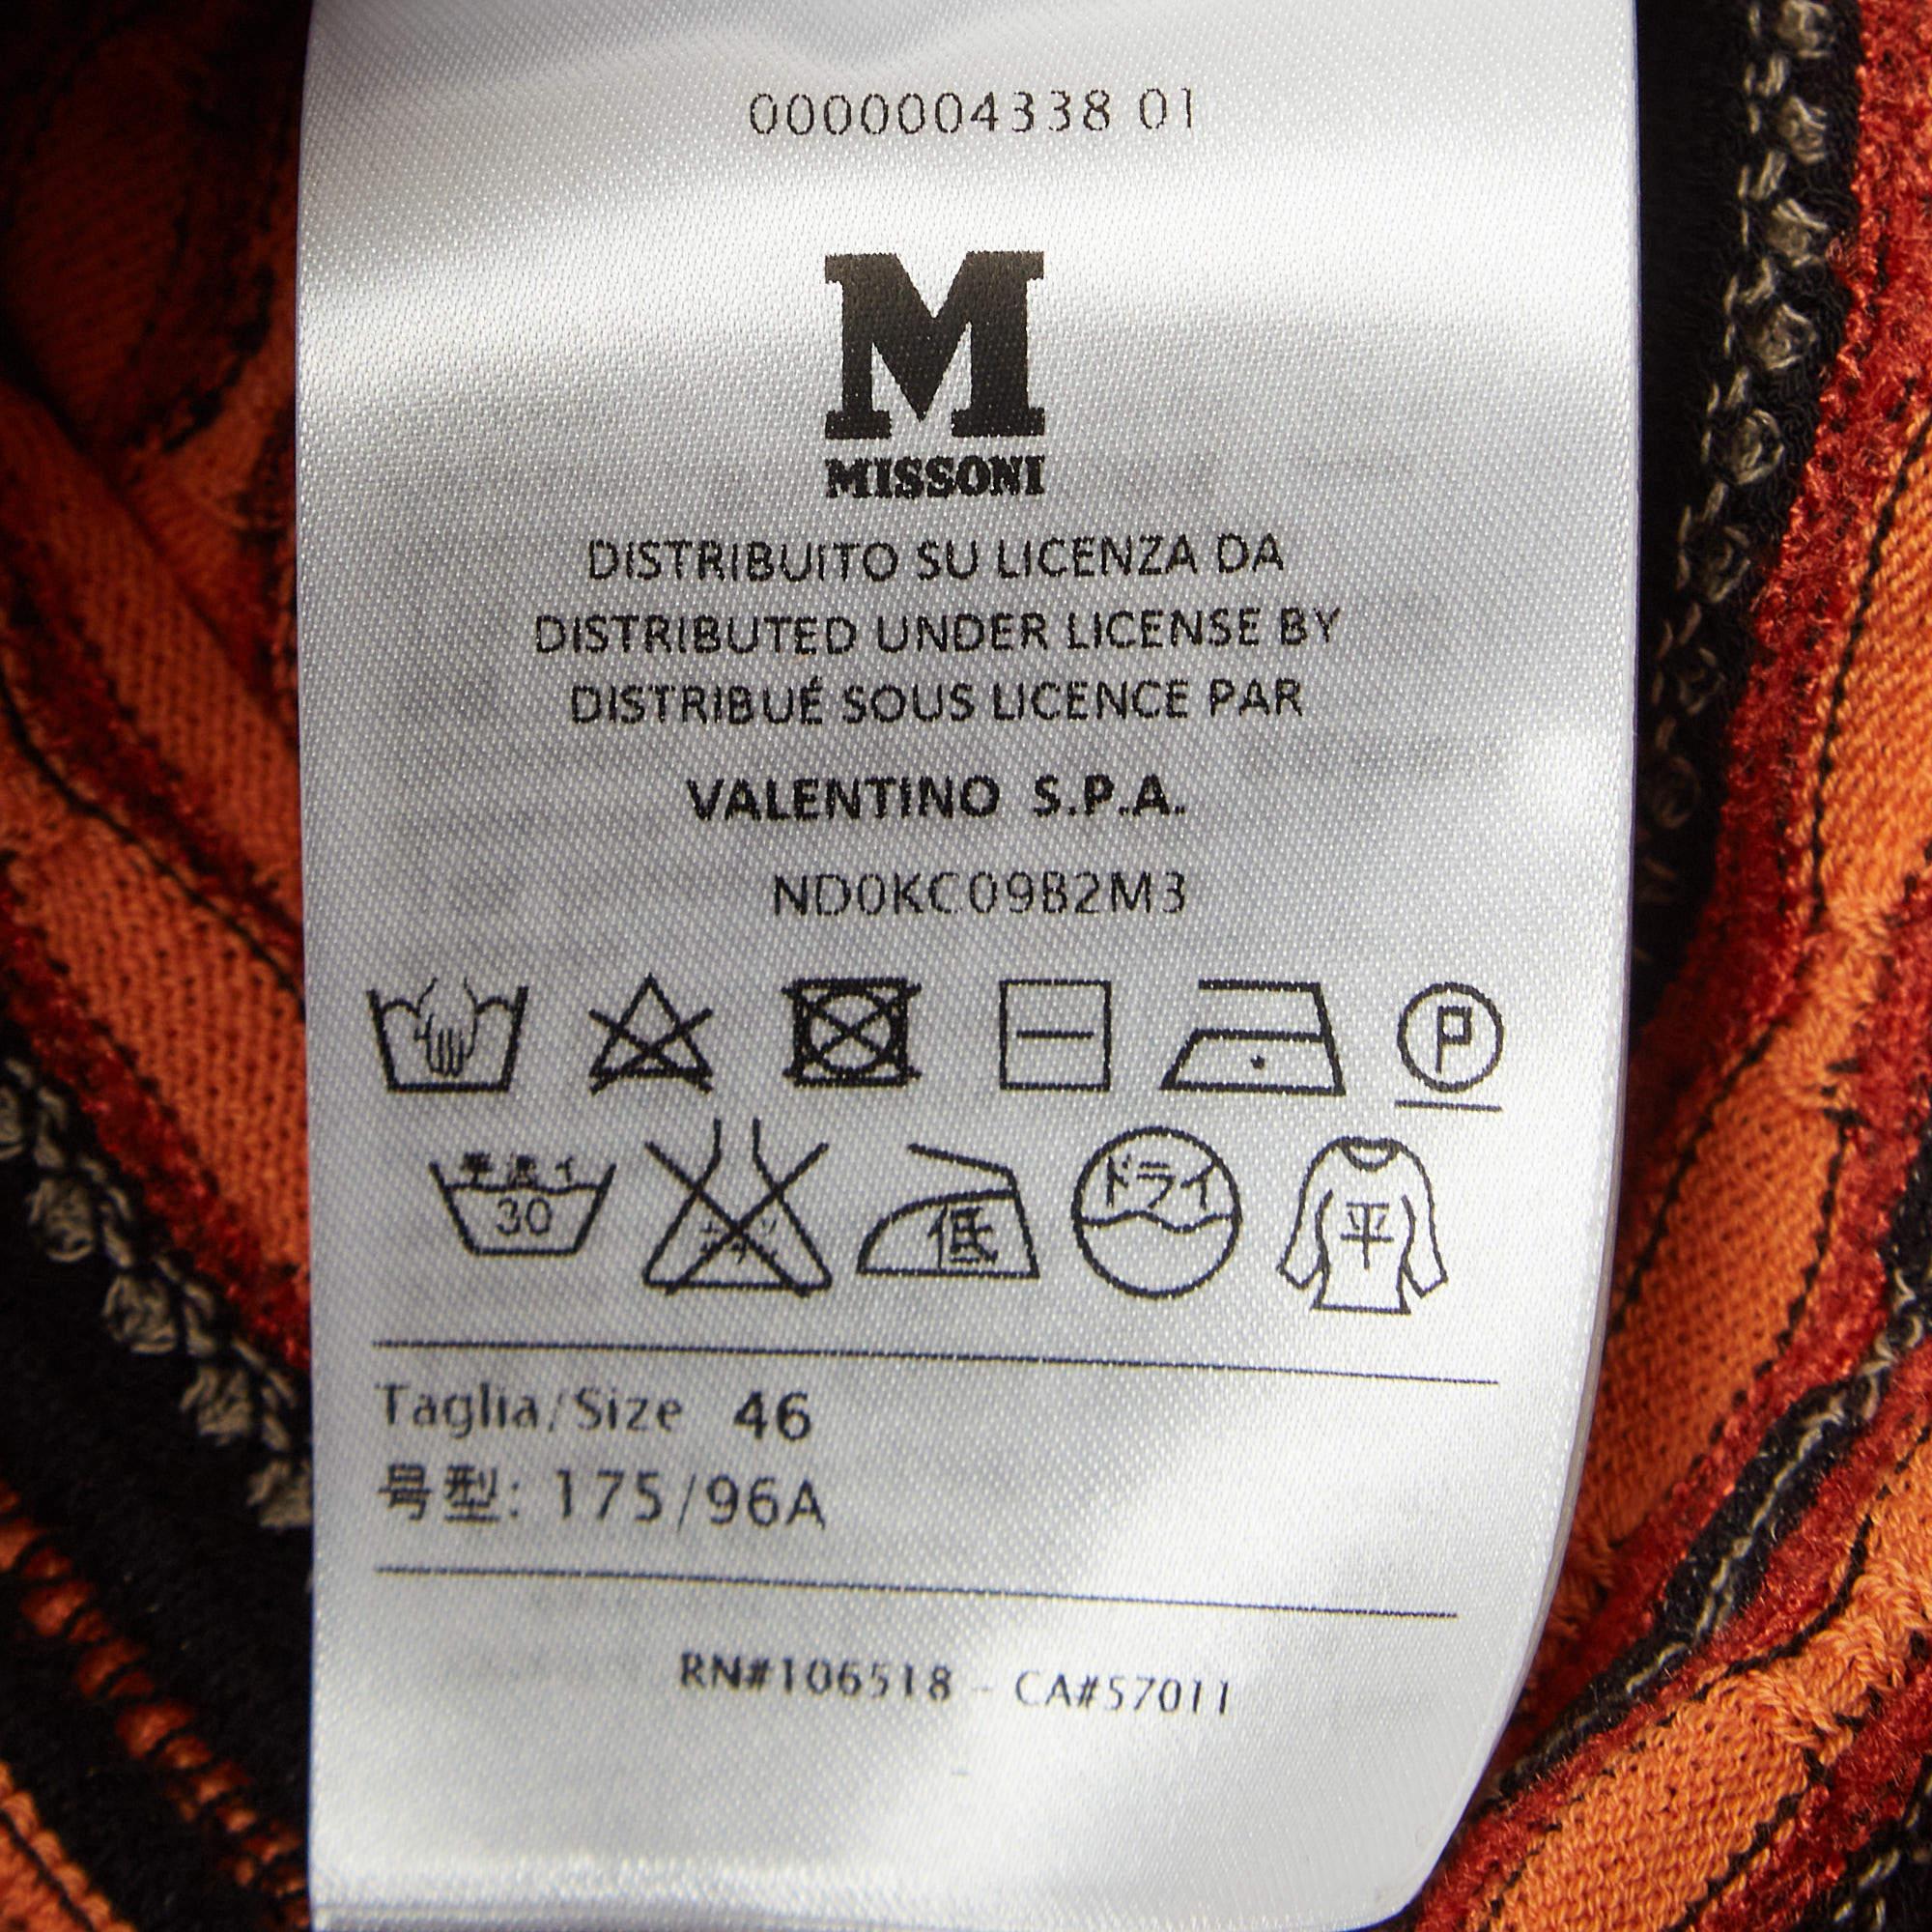 0000004338 01
M
MISSONI
DISTRIBUITO SU LICENZA DA
DISTRIBUTED UNDER LICENSE BY
DISTRIBUÉ SOUS LICENCE PAR
VALENTINO S.P.A.
ND0KC09B2M3
P
30 低 ドライ 平
Taglia/Size 46
号型: 175/96A
RN#106518 - CA#57011